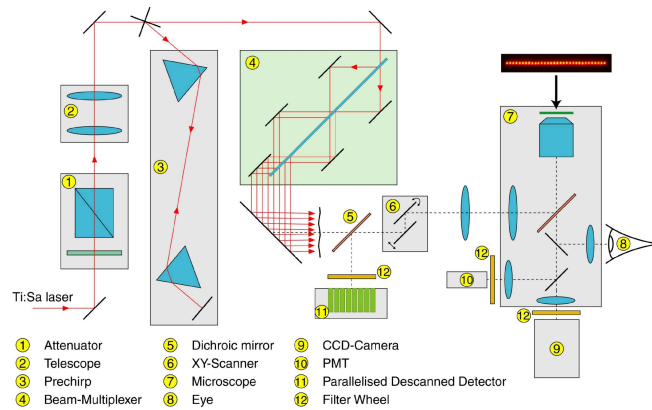 4
7
2
3
1
5
6
8
12
12
10
11
12
9
Ti:Sa laser
1 Attenuator
2 Telescope
3 Prechirp
4 Beam-Multiplexer
5 Dichroic mirror
6 XY-Scanner
7 Microscope
8 Eye
9 CCD-Camera
10 PMT
11 Parallelised Descanned Detector
12 Filter Wheel